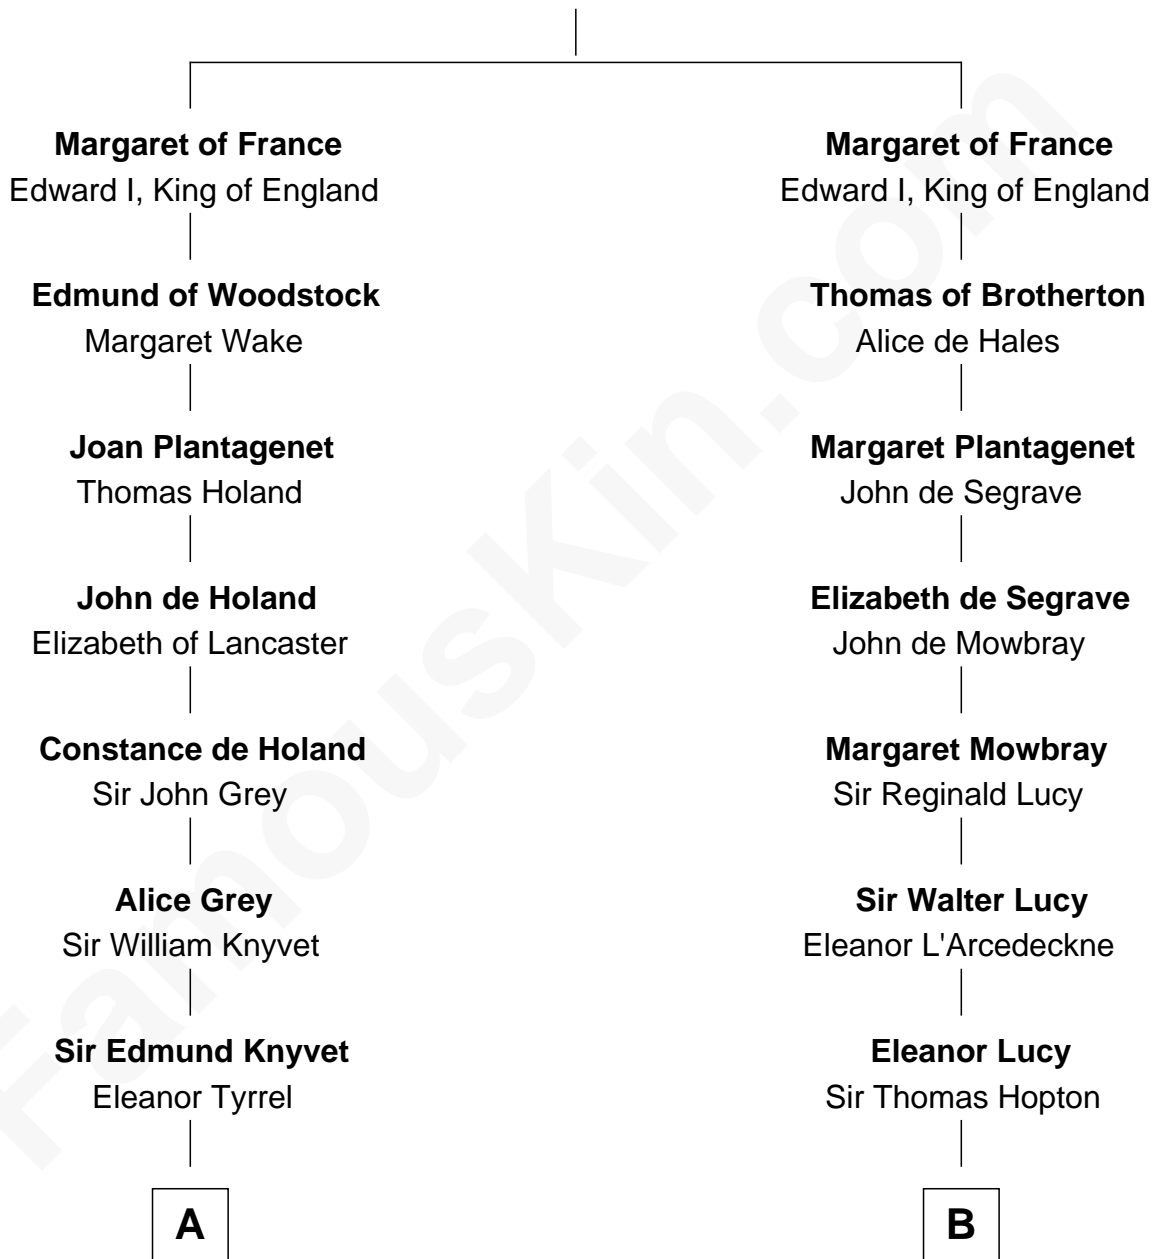 Margaret of France
Edward I, King of England
Edmund of Woodstock
Margaret Wake
Joan Plantagenet
Thomas Holand
John de Holand
Elizabeth of Lancaster
Constance de Holand
Sir John Grey
Alice Grey
Sir William Knyvet
Sir Edmund Knyvet
Eleanor Tyrrel
A
Margaret of France
Edward I, King of England
Thomas of Brotherton
Alice de Hales
Margaret Plantagenet
John de Segrave
Elizabeth de Segrave
John de Mowbray
Margaret Mowbray
Sir Reginald Lucy
Sir Walter Lucy
Eleanor L'Arcedeckne
Eleanor Lucy
Sir Thomas Hopton
B
FamousKin.com